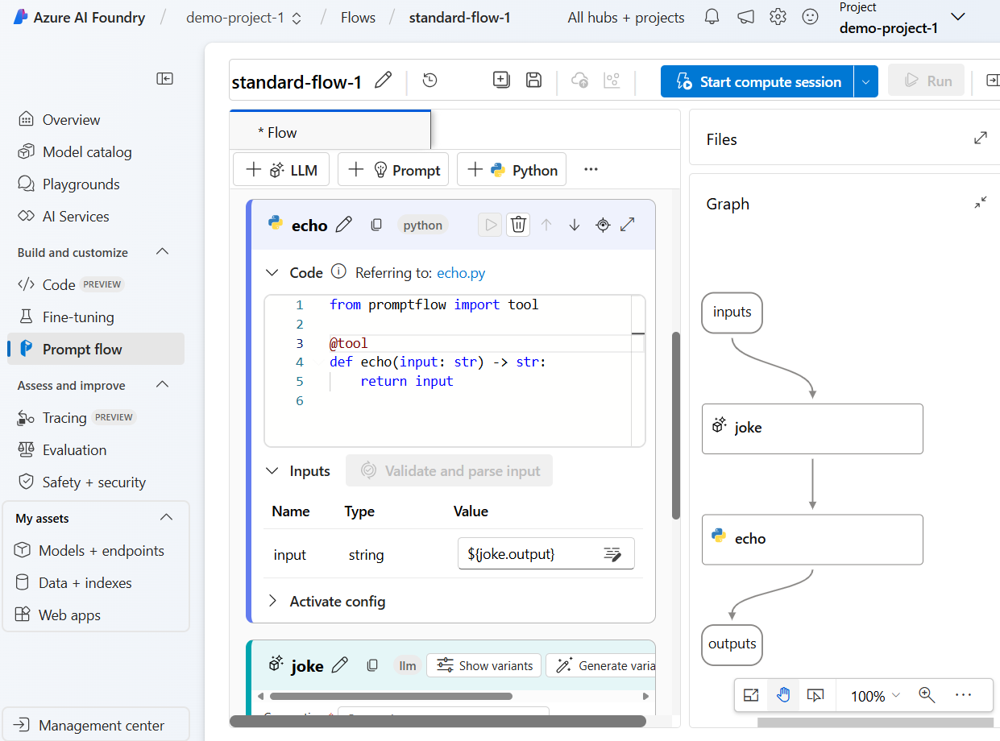 Azure AI Foundry / demo-project-1 / Flows / standard-flow-1 All hubs + projects Project
demo-project-1
Overview
Model catalog
Playgrounds
AI Services
Build and customize
Code PREVIEW
Fine-tuning
Prompt flow
Assess and improve
Tracing PREVIEW
Evaluation
Safety + security
My assets
Models + endpoints
Data + indexes
Web apps
Management center
standard-flow-1 Start compute session Run
* Flow
LLM Prompt Python ...
echo python
Code Referring to: echo.py
1 from promptflow import tool
2
3 @tool
4 def echo(input: str) -> str:
5 return input
6
Inputs Validate and parse input
Name Type Value
input string ${joke.output}
Activate config
joke llm Show variants Generate varia
Files
Graph
inputs
joke
echo
outputs
100% ...